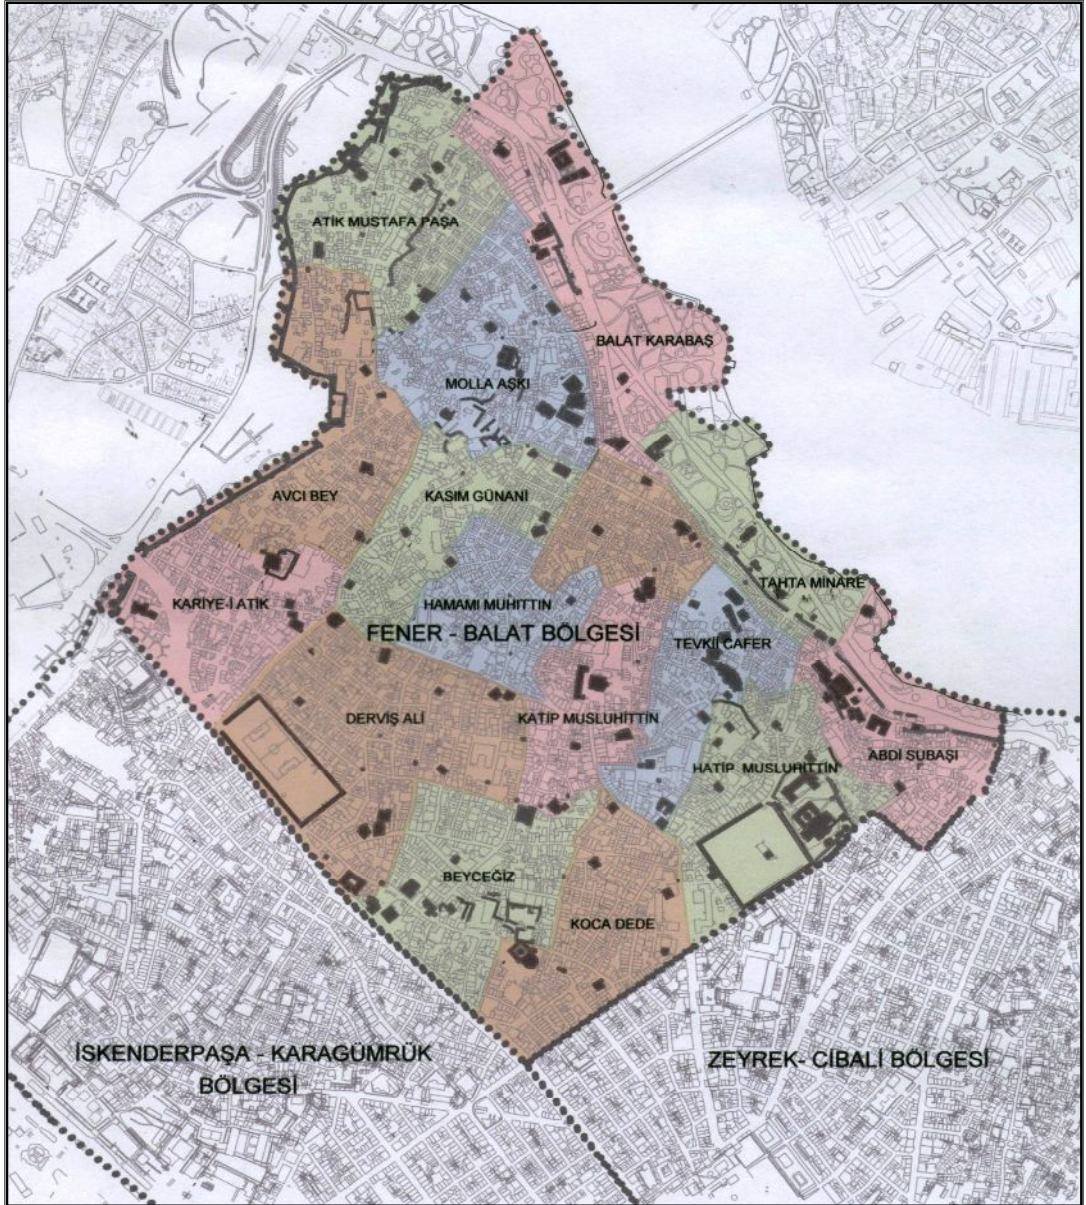 ATİK MUSTAFA PAŞA
BALAT KARABAŞ
MOLLA AŞKI
AVCI BEY
KASIM GÜNANİ
TAHTA MİNARE
KARİYE-İ ATİK
HAMAMI MUHİTTİN
FENER - BALAT BÖLGESİ
TEVKİİ CAFER
DERVİŞ ALİ
KATİP MUSLUHİTTİN
ABDİ SUBAŞI
HATİP MUSLUHİTTİN
BEYCEĞİZ
KOCA DEDE
İSKENDERPAŞA - KARAGÜMRÜK
BÖLGESİ
ZEYREK- CİBALİ BÖLGESİ